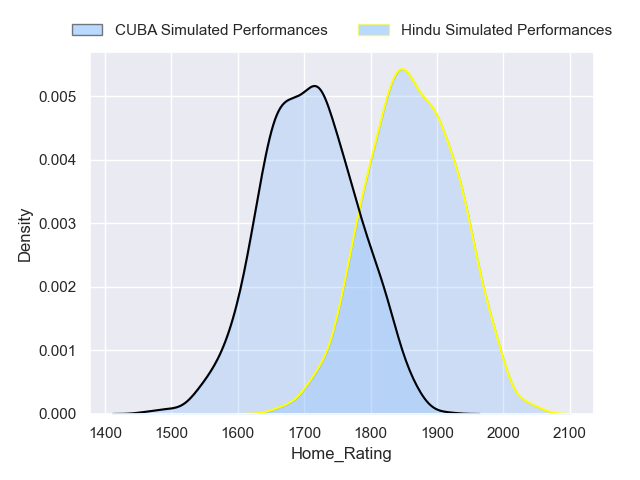 CUBA Simulated Performances Hindu Simulated Performances
0.005
0.004
0.003
0.002
0.001
0.000
Density
1400 1500 1600 1700 1800 1900 2000 2100
Home_Rating